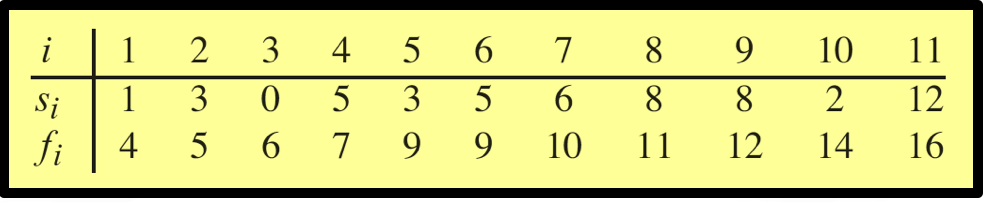 i 1 2 3 4 5 6 7 8 9 10 11
s_i 1 3 0 5 3 5 6 8 8 2 12
f_i 4 5 6 7 9 9 10 11 12 14 16